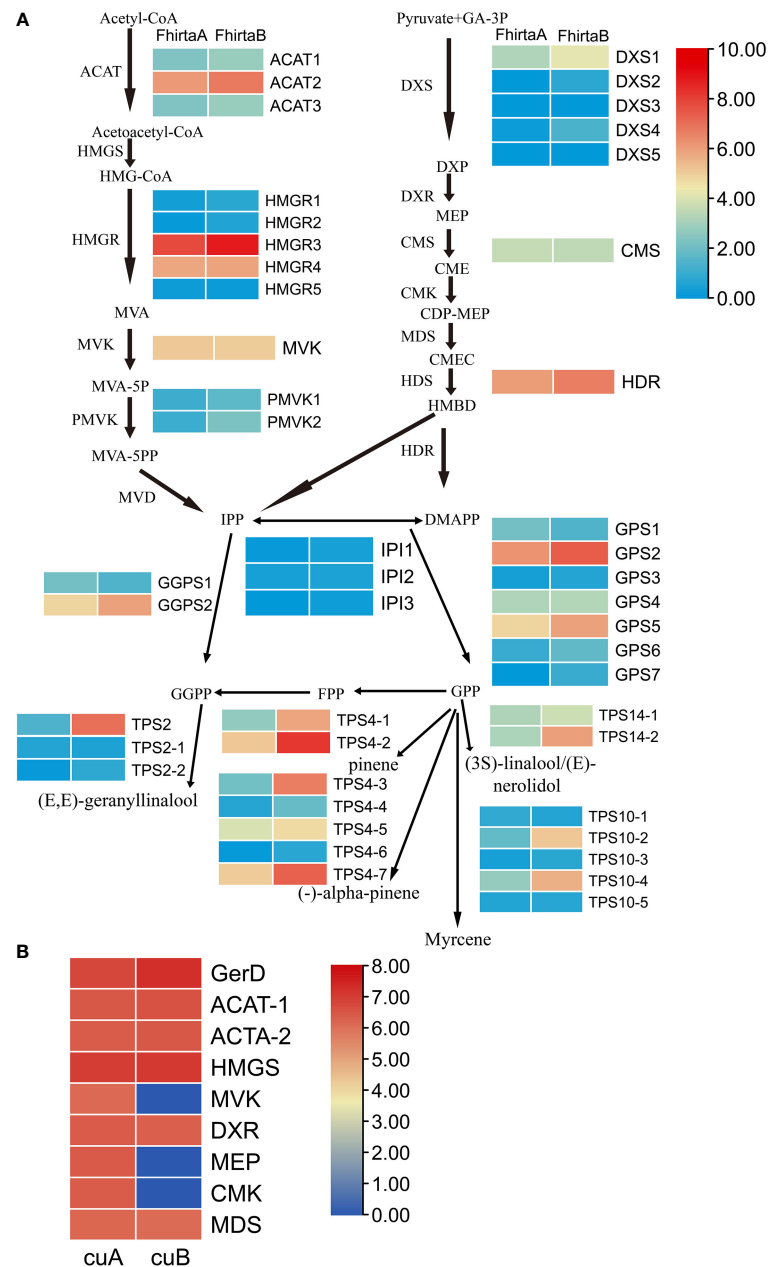 A
Acetyl-CoA
FhirtaA FhirtaB
ACAT
ACAT1
ACAT2
ACAT3
Acetoacetyl-CoA
HMGS
HMG-CoA
HMGR
HMGR1
HMGR2
HMGR3
HMGR4
HMGR5
MVA
MVK
MVK
MVA-5P
PMVK
PMVK1
PMVK2
MVA-5PP
MVD
Pyruvate+GA-3P
FhirtaA FhirtaB
DXS
DXS1
DXS2
DXS3
DXS4
DXS5
DXP
DXR
MEP
CMS
CMS
CME
CMK
CDP-MEP
MDS
CMEC
HDS
HDR
HMBD
HDR
10.00
8.00
6.00
4.00
2.00
0.00
IPP
DMAPP
IPI1
IPI2
IPI3
GGPS1
GGPS2
GPS1
GPS2
GPS3
GPS4
GPS5
GPS6
GPS7
GGPP
FPP
GPP
TPS2
TPS2-1
TPS2-2
(E,E)-geranyllinalool
TPS4-1
TPS4-2
pinene
TPS4-3
TPS4-4
TPS4-5
TPS4-6
TPS4-7
(-)-alpha-pinene
TPS14-1
TPS14-2
(3S)-linalool/(E)-
nerolidol
TPS10-1
TPS10-2
TPS10-3
TPS10-4
TPS10-5
Myrcene
B
GerD
ACAT-1
ACTA-2
HMGS
MVK
DXR
MEP
CMK
MDS
cuA cuB
8.00
7.00
6.00
5.00
4.00
3.00
2.00
1.00
0.00